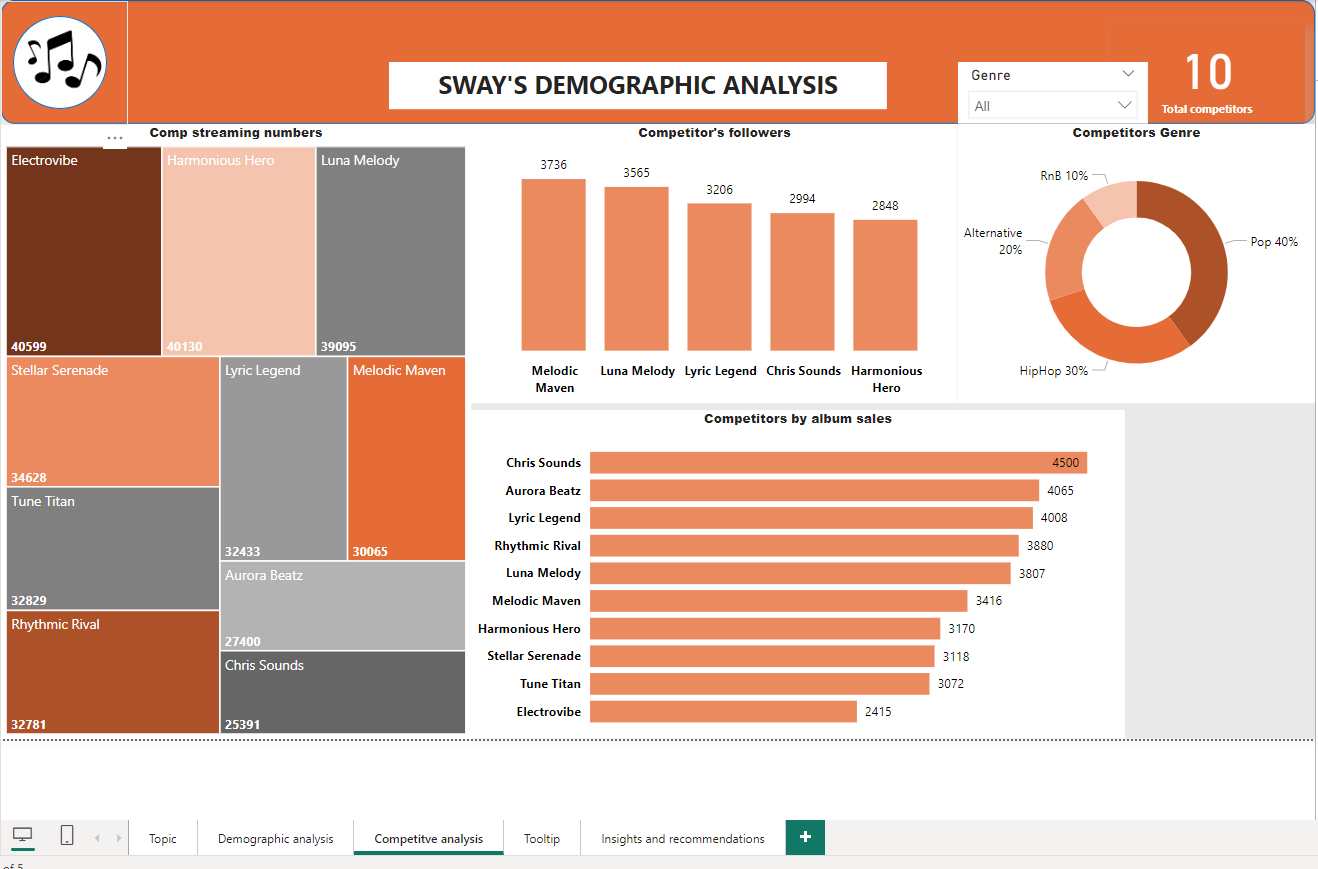 SWAY'S DEMOGRAPHIC ANALYSIS
Genre
All
10
Total competitors
Comp streaming numbers
Electrovibe
40599
Harmonious Hero
40130
Luna Melody
39095
Stellar Serenade
34628
Lyric Legend
32433
Melodic Maven
30065
Tune Titan
32829
Aurora Beatz
27400
Rhythmic Rival
32781
Chris Sounds
25391
Competitor's followers
3736
3565
3206
2994
2848
Melodic
Maven
Luna Melody
Lyric Legend
Chris Sounds
Harmonious
Hero
Competitors Genre
RnB 10%
Alternative
20%
Pop 40%
HipHop 30%
Competitors by album sales
Chris Sounds 4500
Aurora Beatz 4065
Lyric Legend 4008
Rhythmic Rival 3880
Luna Melody 3807
Melodic Maven 3416
Harmonious Hero 3170
Stellar Serenade 3118
Tune Titan 3072
Electrovibe 2415
Topic
Demographic analysis
Competitve analysis
Tooltip
Insights and recommendations
of 5